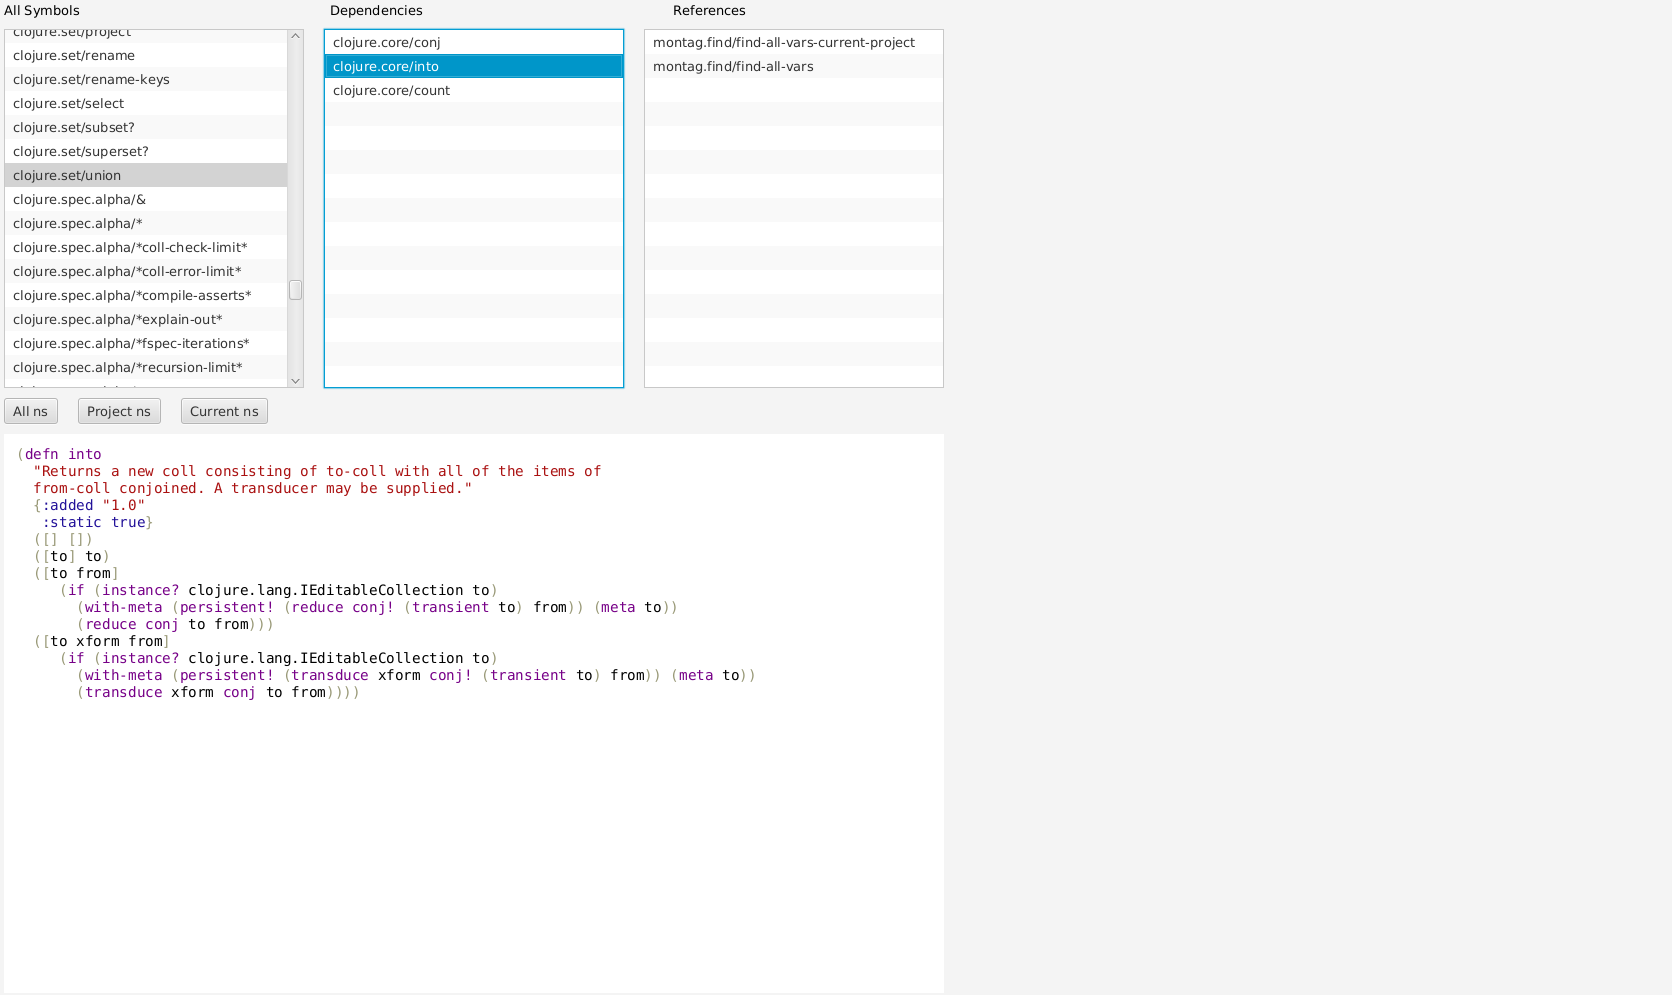 All Symbols
clojure.set/project
clojure.set/rename
clojure.set/rename-keys
clojure.set/select
clojure.set/subset?
clojure.set/superset?
clojure.set/union
clojure.spec.alpha/&
clojure.spec.alpha/*
clojure.spec.alpha/*coll-check-limit*
clojure.spec.alpha/*coll-error-limit*
clojure.spec.alpha/*compile-asserts*
clojure.spec.alpha/*explain-out*
clojure.spec.alpha/*fspec-iterations*
clojure.spec.alpha/*recursion-limit*
Dependencies
clojure.core/conj
clojure.core/into
clojure.core/count
References
montag.find/find-all-vars-current-project
montag.find/find-all-vars
All ns
Project ns
Current ns
(defn into
  "Returns a new coll consisting of to-coll with all of the items of
  from-coll conjoined. A transducer may be supplied."
  {:added "1.0"
   :static true}
  ([] [])
  ([to] to)
  ([to from]
     (if (instance? clojure.lang.IEditableCollection to)
       (with-meta (persistent! (reduce conj! (transient to) from)) (meta to))
       (reduce conj to from)))
  ([to xform from]
     (if (instance? clojure.lang.IEditableCollection to)
       (with-meta (persistent! (transduce xform conj! (transient to) from)) (meta to))
       (transduce xform conj to from))))